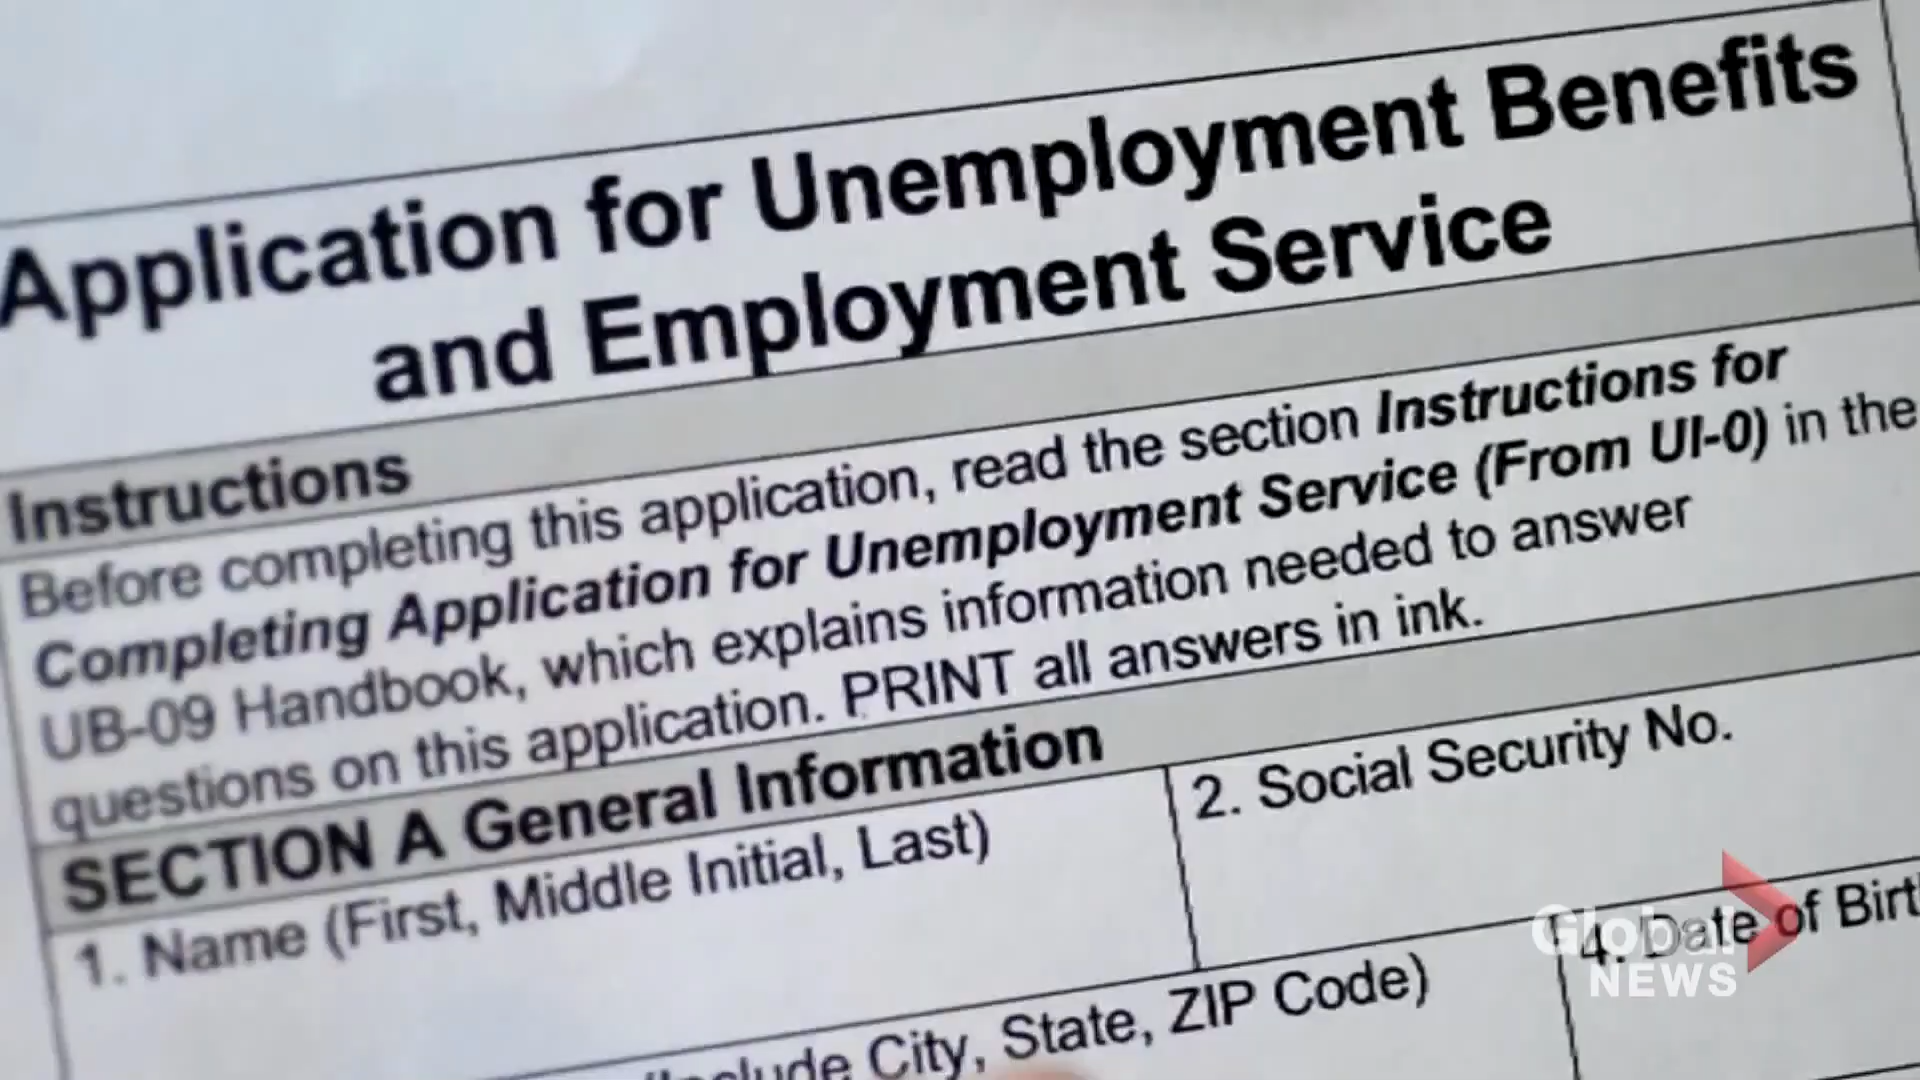 Application for Unemployment Benefits
and Employment Service
Instructions
Before completing this application, read the section Instructions for
Completing Application for Unemployment Service (From UI-0) in the
UB-09 Handbook, which explains information needed to answer
questions on this application. PRINT all answers in ink.
SECTION A General Information
1. Name (First, Middle Initial, Last)
2. Social Security No.
City, State, ZIP Code)
4. Date of
Global
NEWS